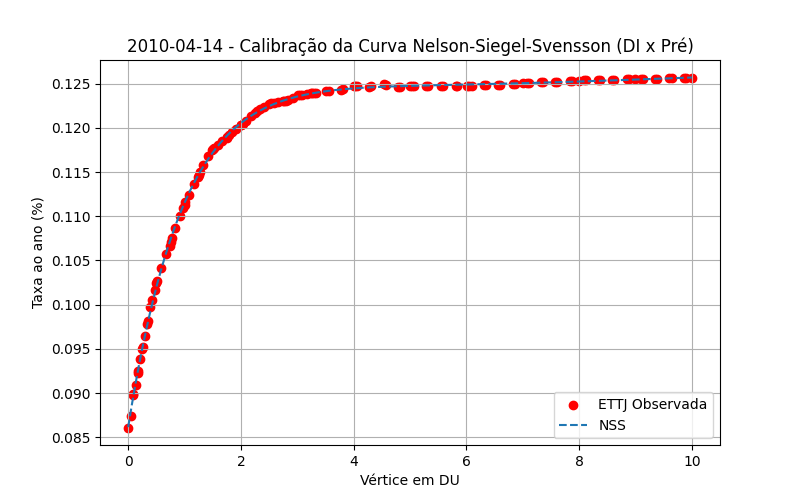 2010-04-14 - Calibração da Curva Nelson-Siegel-Svensson (DI x Pré)
Taxa ao ano (%)
0.125
0.120
0.115
0.110
0.105
0.100
0.095
0.090
0.085
ETTJ Observada
NSS
0 2 4 6 8 10
Vértice em DU